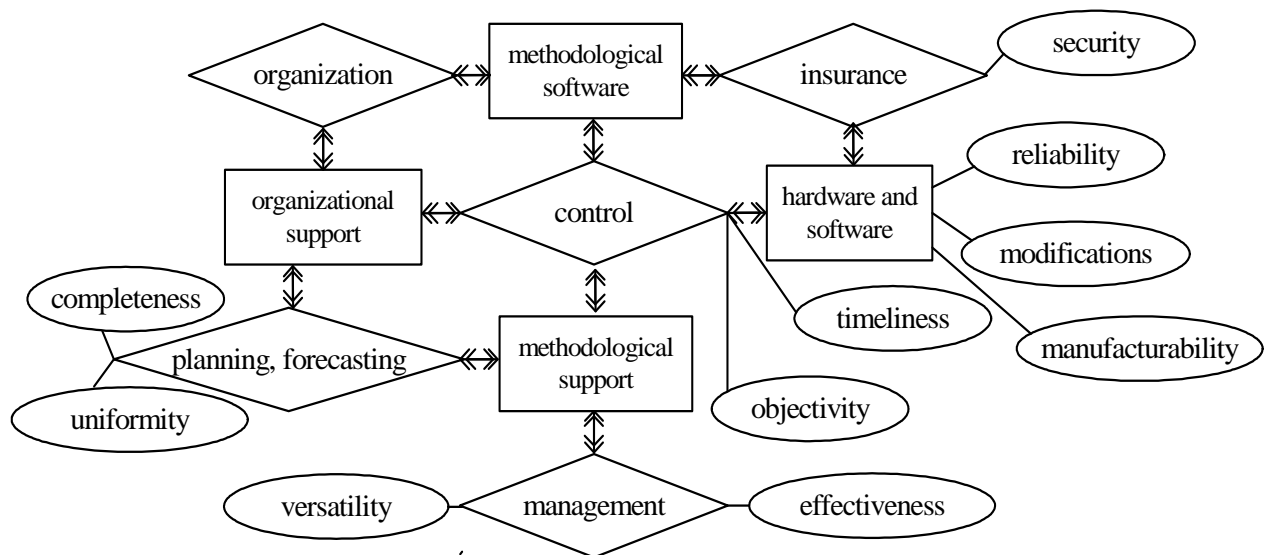 security
organization
methodological
software
insurance
reliability
organizational
support
control
hardware and
software
modifications
completeness
timeliness
planning, forecasting
methodological
support
manufacturability
uniformity
objectivity
versatility
management
effectiveness